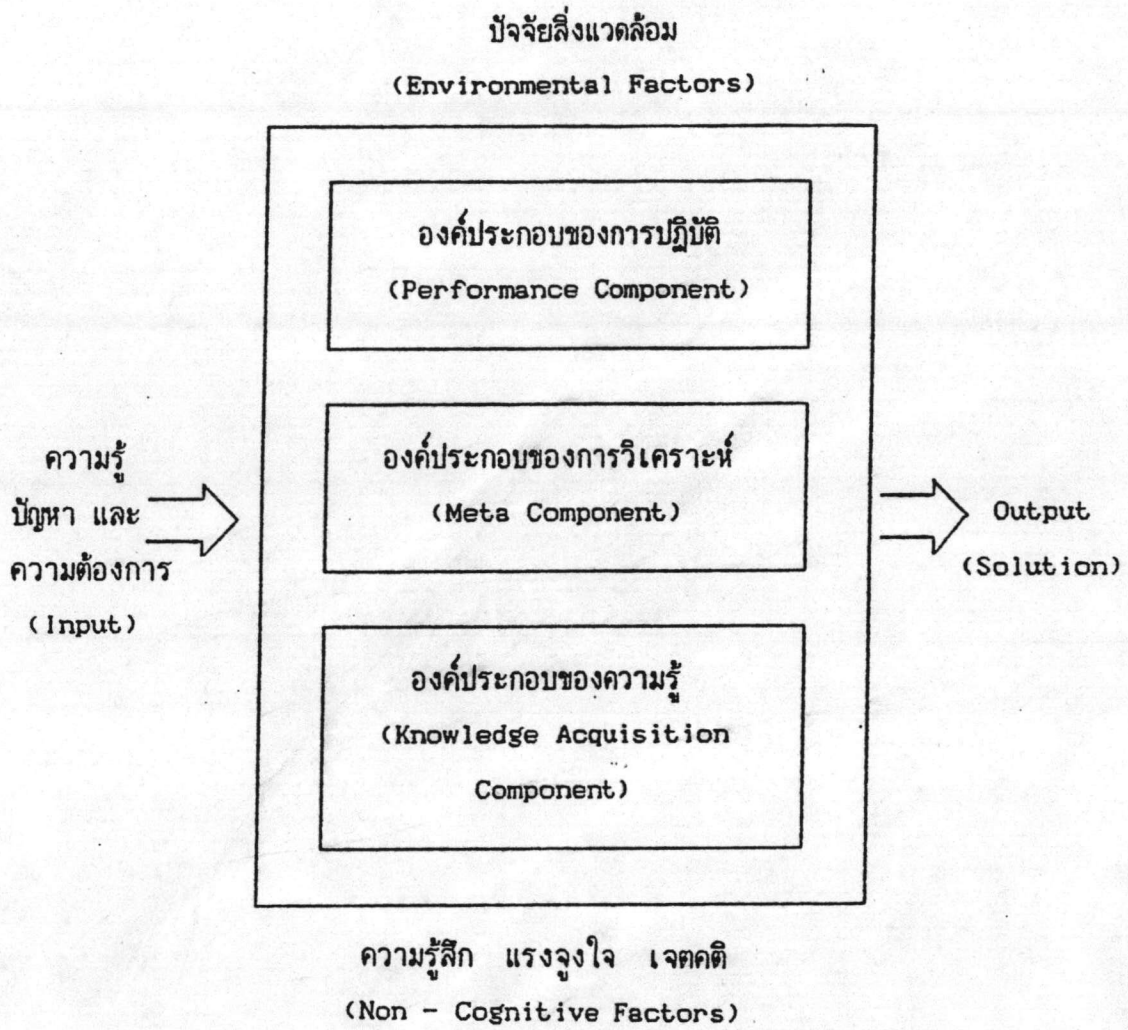 ปัจจัยสิ่งแวดล้อม
(Environmental Factors)
องค์ประกอบของการปฏิบัติ
(Performance Component)
องค์ประกอบของการวิเคราะห์
(Meta Component)
องค์ประกอบของความรู้
(Knowledge Acquisition
Component)
ความรู้
ปัญหา และ
ความต้องการ
(Input)
Output
(Solution)
ความรู้สึก แรงจูงใจ เจตคติ
(Non - Cognitive Factors)